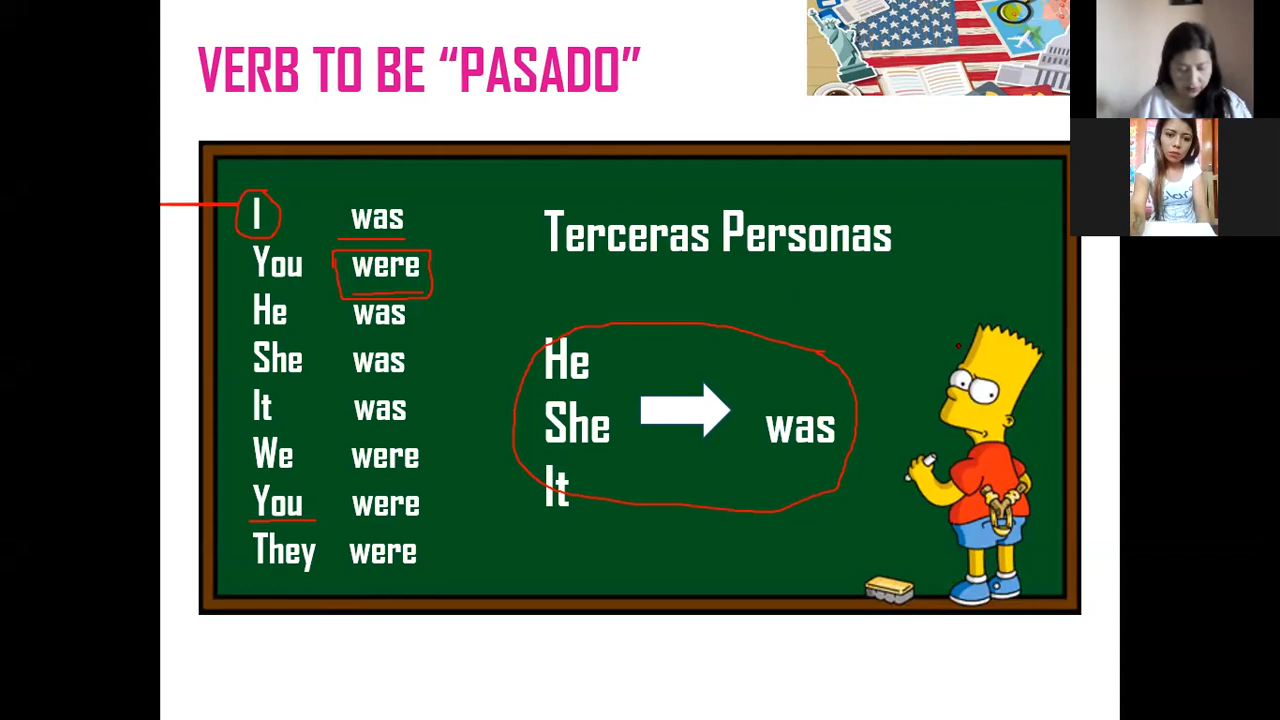 VERB TO BE “PASADO”
I was
You were
He was
She was
It was
We were
You were
They were
Terceras Personas
He
She
It
was